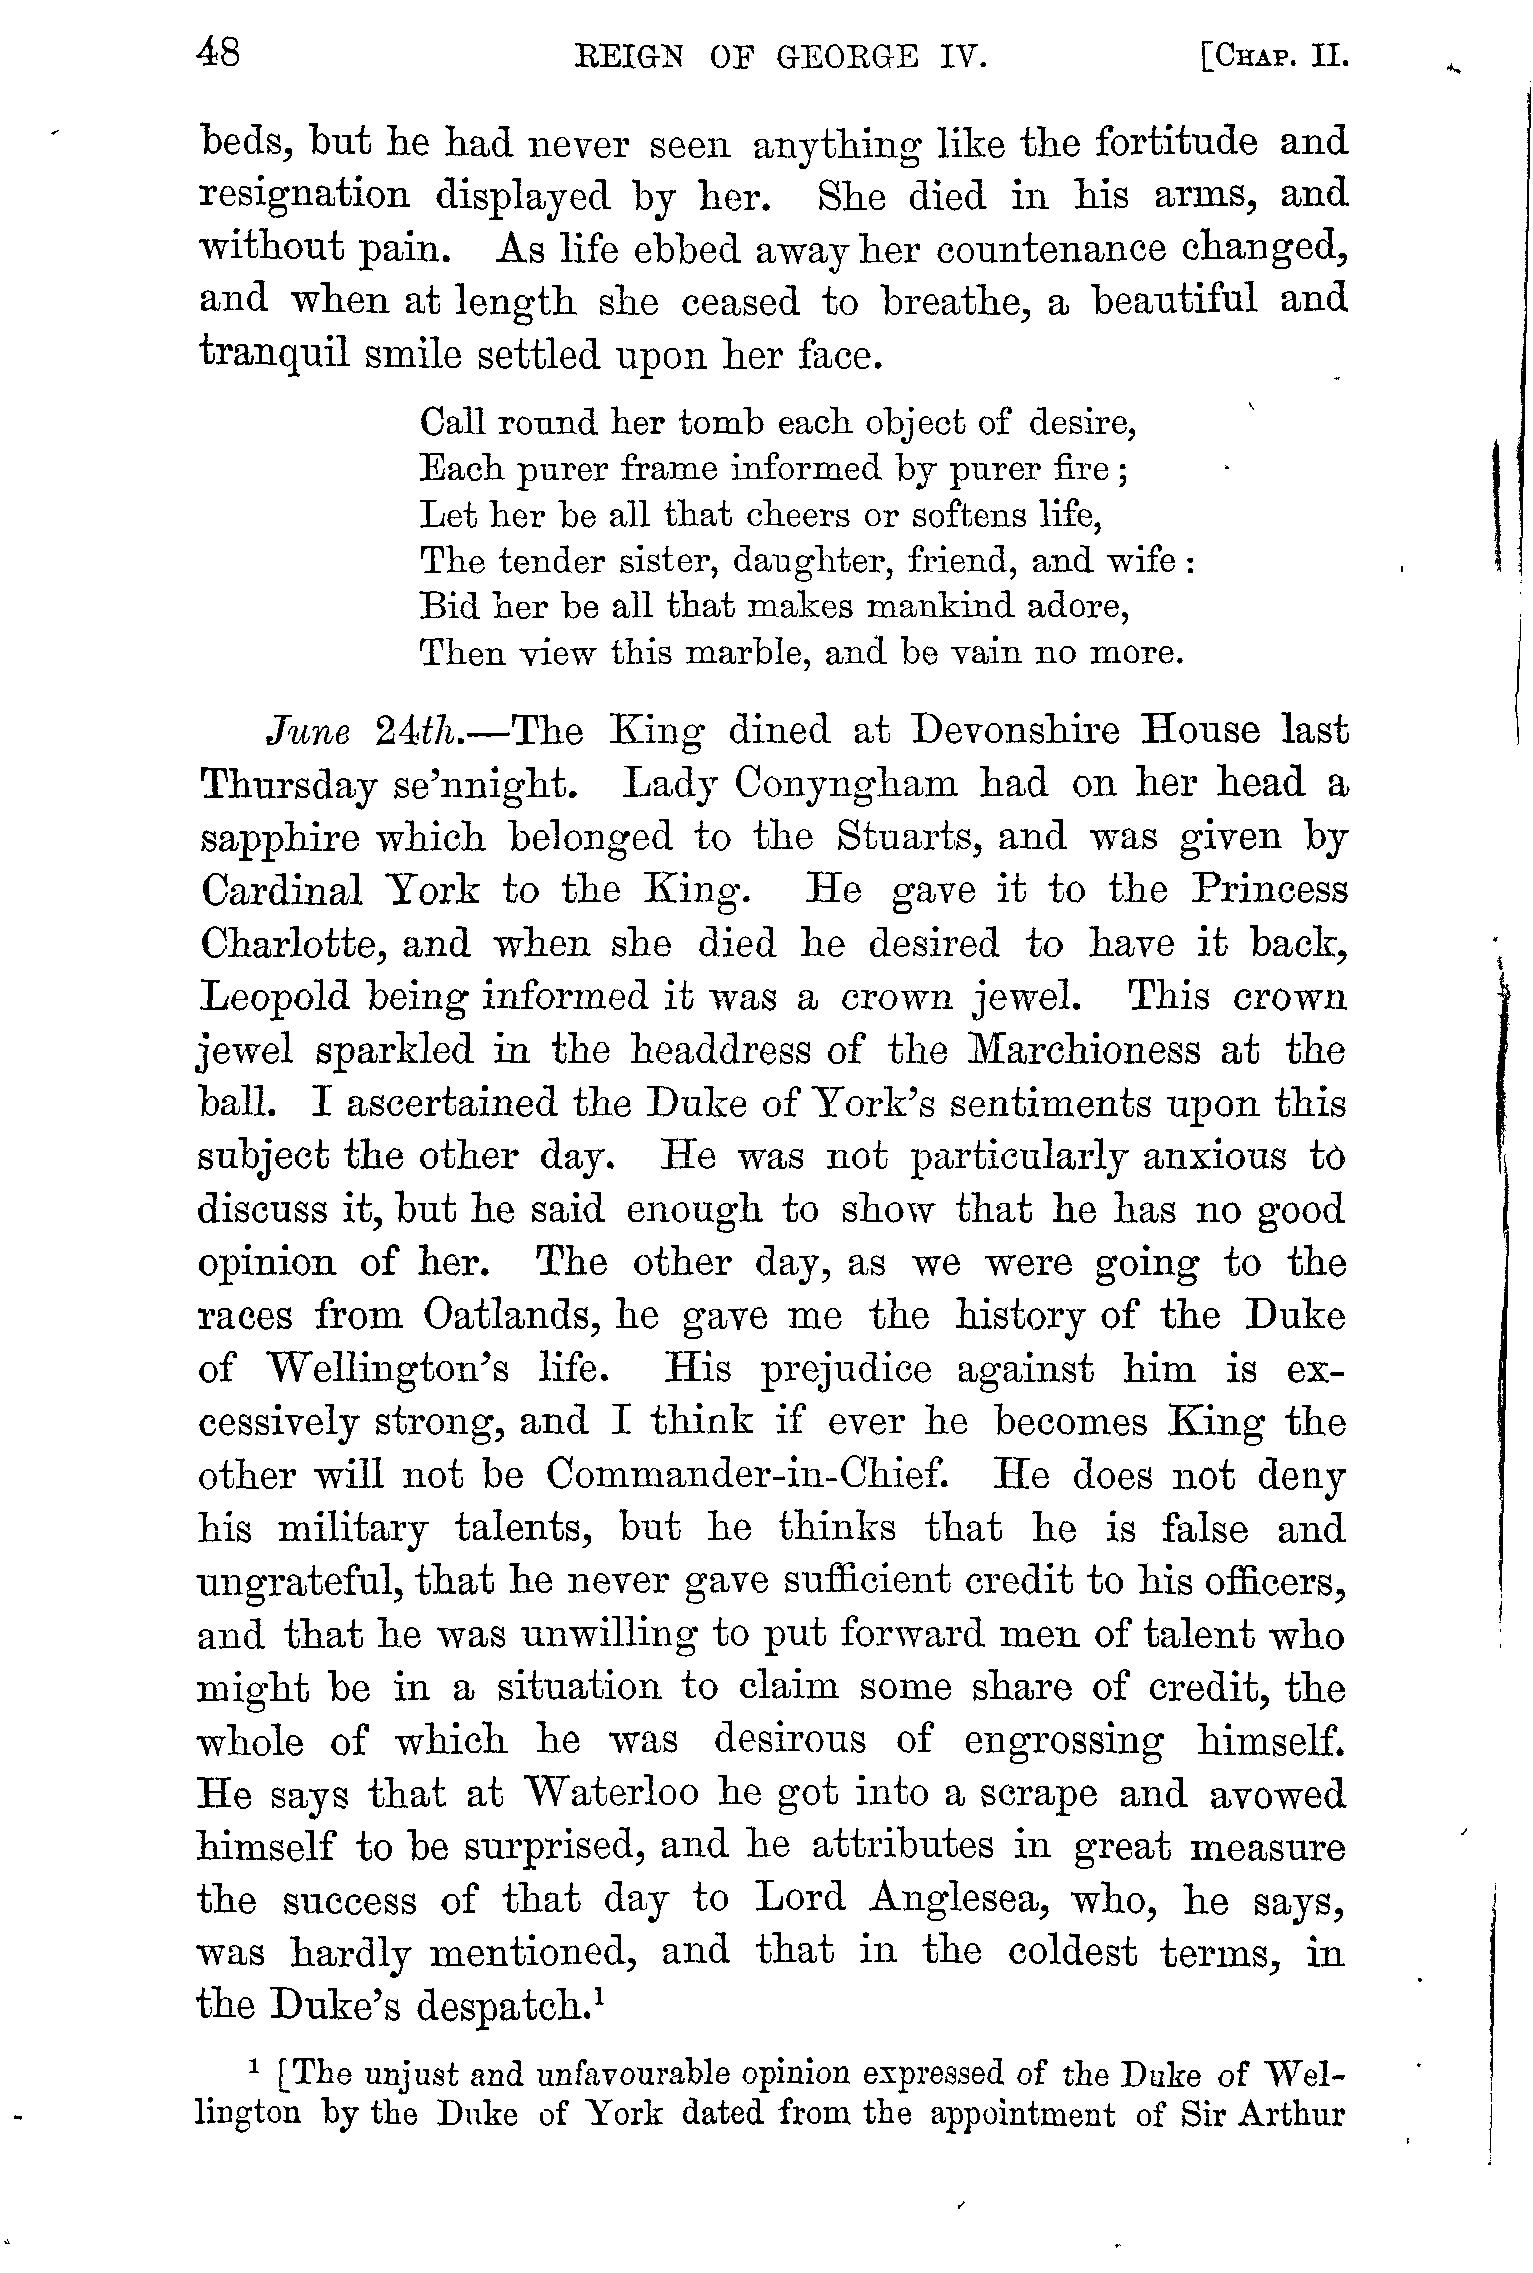 48 REIGN OF GEORGE IV. [CHAP. II.
beds, but he had never seen anything like the fortitude and
resignation displayed by her. She died in his arms, and
without pain. As life ebbed away her countenance changed,
and when at length she ceased to breathe, a beautiful and
tranquil smile settled upon her face.
Call round her tomb each object of desire,
Each purer frame informed by purer fire;
Let her be all that cheers or softens life,
The tender sister, daughter, friend, and wife:
Bid her be all that makes mankind adore,
Then view this marble, and be vain no more.
June 24th.—The King dined at Devonshire House last
Thursday se'nnight. Lady Conyngham had on her head a
sapphire which belonged to the Stuarts, and was given by
Cardinal York to the King. He gave it to the Princess
Charlotte, and when she died he desired to have it back,
Leopold being informed it was a crown jewel. This crown
jewel sparkled in the headdress of the Marchioness at the
ball. I ascertained the Duke of York's sentiments upon this
subject the other day. He was not particularly anxious to
discuss it, but he said enough to show that he has no good
opinion of her. The other day, as we were going to the
races from Oatlands, he gave me the history of the Duke
of Wellington's life. His prejudice against him is ex-
cessively strong, and I think if ever he becomes King the
other will not be Commander-in-Chief. He does not deny
his military talents, but he thinks that he is false and
ungrateful, that he never gave sufficient credit to his officers,
and that he was unwilling to put forward men of talent who
might be in a situation to claim some share of credit, the
whole of which he was desirous of engrossing himself.
He says that at Waterloo he got into a scrape and avowed
himself to be surprised, and he attributes in great measure
the success of that day to Lord Anglesea, who, he says,
was hardly mentioned, and that in the coldest terms, in
the Duke's despatch.¹
¹ [The unjust and unfavourable opinion expressed of the Duke of Wel-
lington by the Duke of York dated from the appointment of Sir Arthur